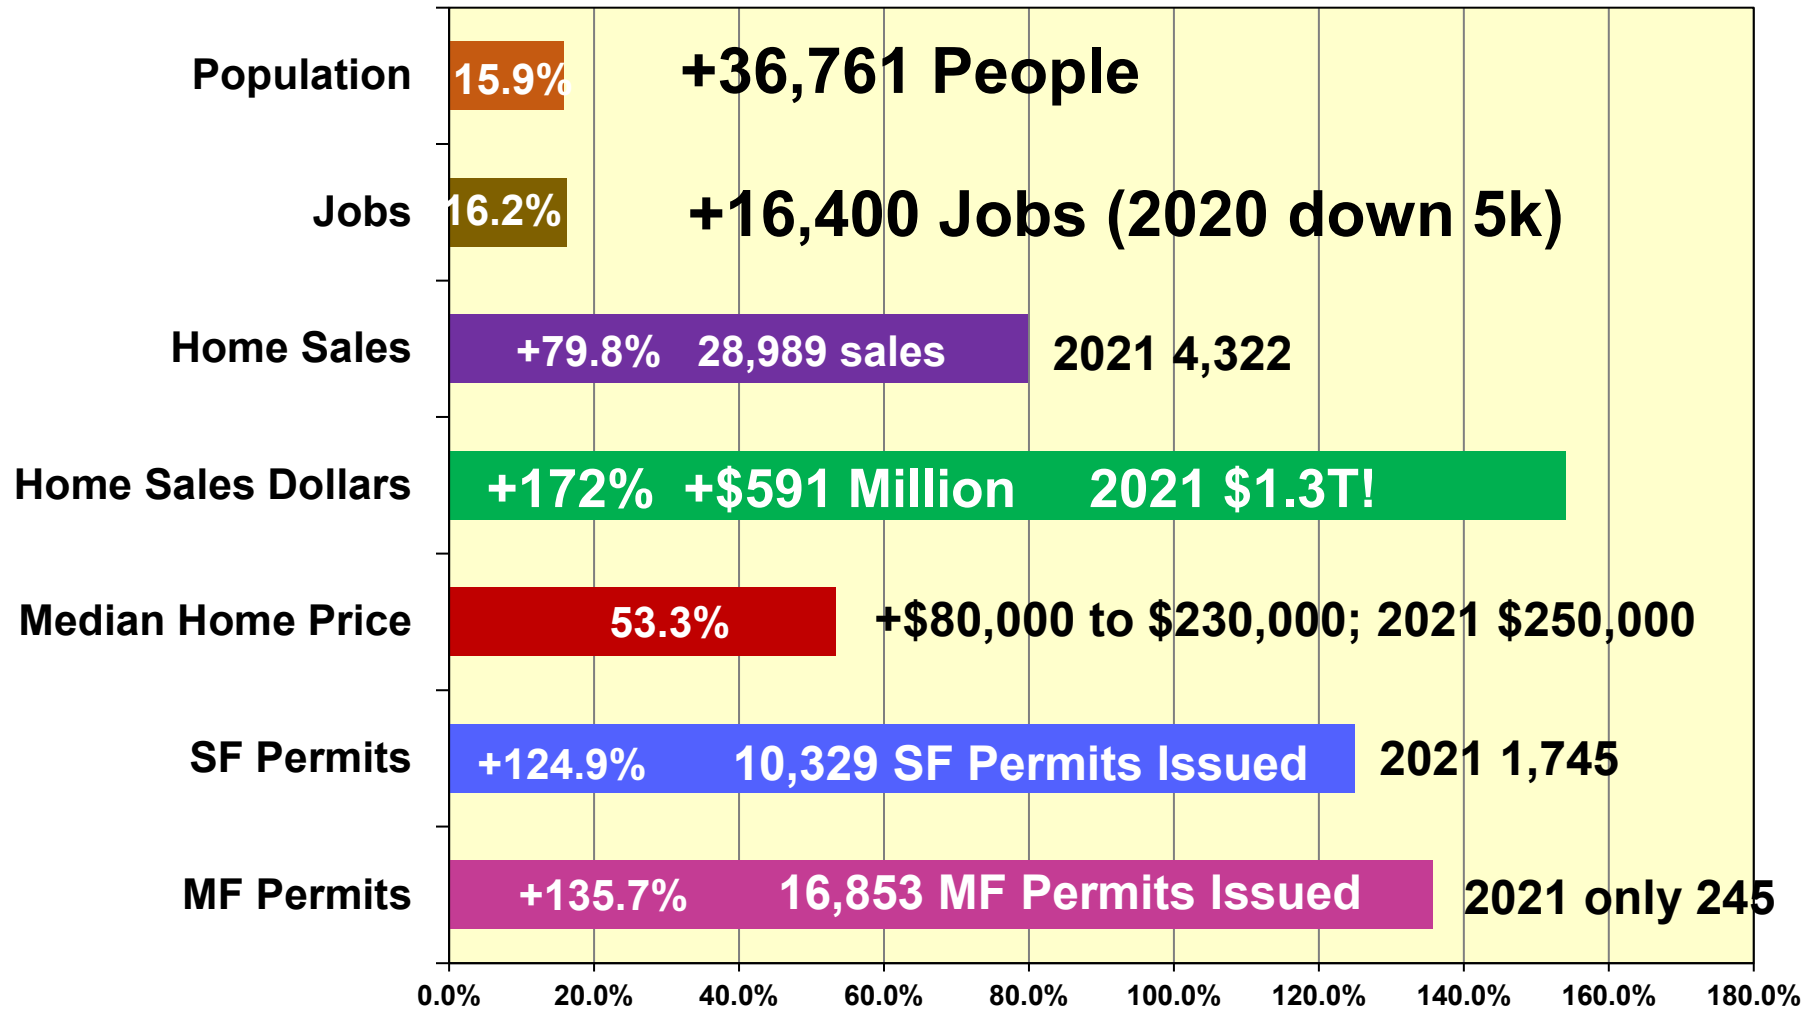 Population 15.9% +36,761 People
Jobs 16.2% +16,400 Jobs (2020 down 5k)
Home Sales +79.8% 28,989 sales 2021 4,322
Home Sales Dollars +172% +$591 Million 2021 $1.3T!
Median Home Price 53.3% +$80,000 to $230,000; 2021 $250,000
SF Permits +124.9% 10,329 SF Permits Issued 2021 1,745
MF Permits +135.7% 16,853 MF Permits Issued 2021 only 245
0.0% 20.0% 40.0% 60.0% 80.0% 100.0% 120.0% 140.0% 160.0% 180.0%